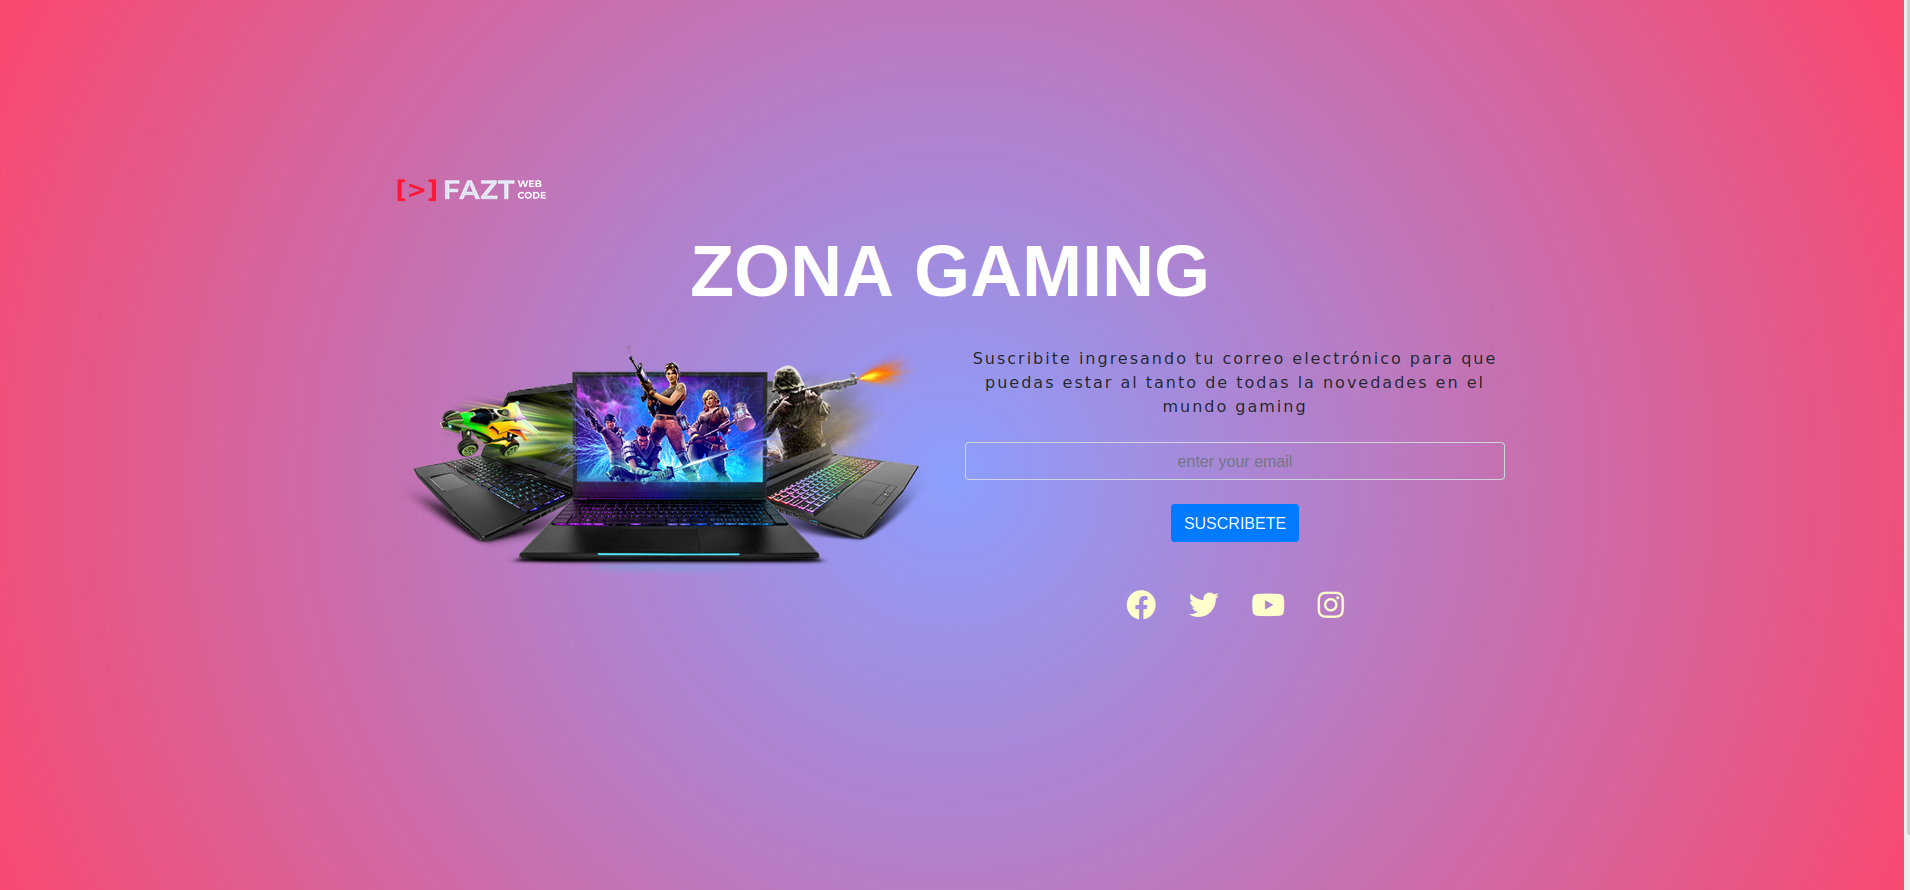 [>] FAZT WEB CODE
ZONA GAMING
Suscribite ingresando tu correo electrónico para que
puedas estar al tanto de todas la novedades en el
mundo gaming
enter your email
SUSCRIBETE